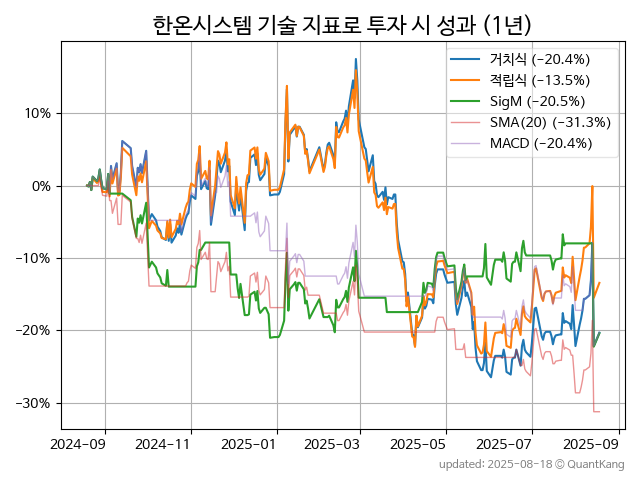 한온시스템 기술 지표로 투자 시 성과 (1년)
거치식 (−20.4%)
적립식 (−13.5%)
SigM (−20.5%)
SMA(20) (−31.3%)
MACD (−20.4%)
10%
0%
−10%
−20%
−30%
2024-09
2024-11
2025-01
2025-03
2025-05
2025-07
2025-09
updated: 2025-08-18 © QuantKang